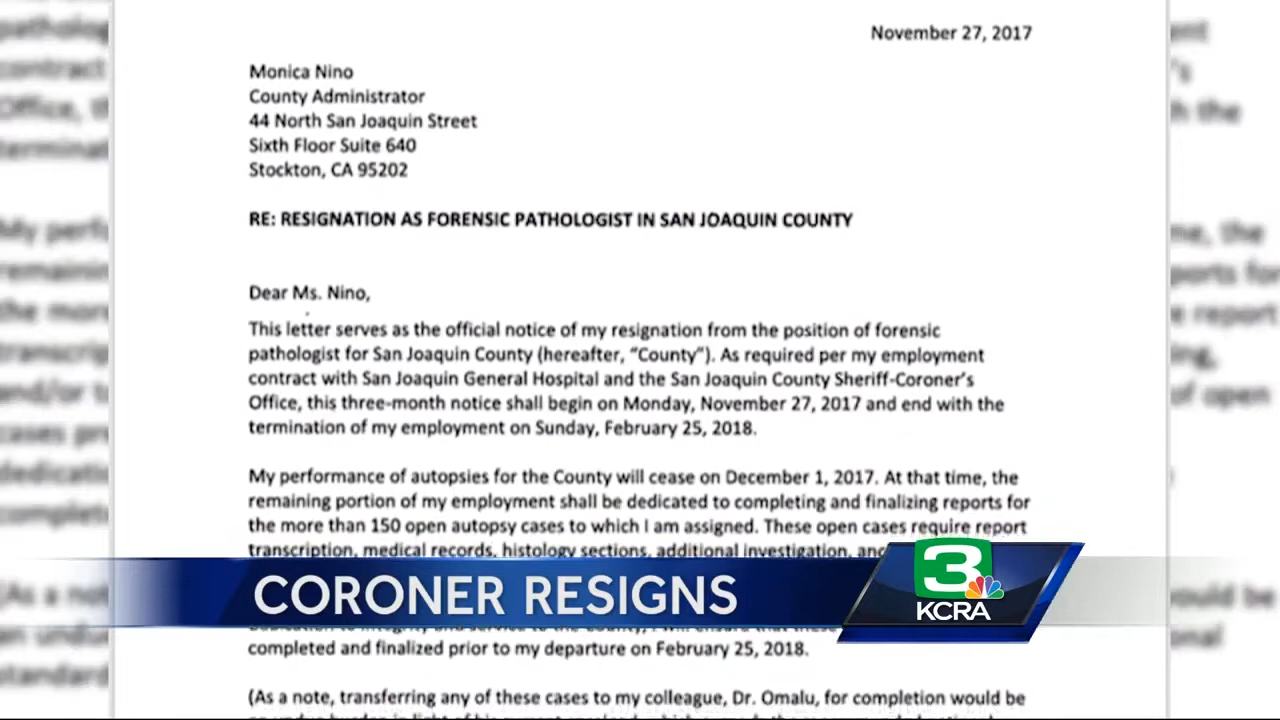 November 27, 2017
Monica Nino
County Administrator
44 North San Joaquin Street
Sixth Floor Suite 640
Stockton, CA 95202
RE: RESIGNATION AS FORENSIC PATHOLOGIST IN SAN JOAQUIN COUNTY
Dear Ms. Nino,
This letter serves as the official notice of my resignation from the position of forensic
pathologist for San Joaquin County (hereafter, “County”). As required per my employment
contract with San Joaquin General Hospital and the San Joaquin County Sheriff-Coroner’s
Office, this three-month notice shall begin on Monday, November 27, 2017 and end with the
termination of my employment on Sunday, February 25, 2018.
My performance of autopsies for the County will cease on December 1, 2017. At that time, the
remaining portion of my employment shall be dedicated to completing and finalizing reports for
the more than 150 open autopsy cases to which I am assigned. These open cases require report
transcription, medical records, histology sections, additional investigation, and
CORONER RESIGNS
3
KCRA
completed and finalized prior to my departure on February 25, 2018.
(As a note, transferring any of these cases to my colleague, Dr. Omalu, for completion would be